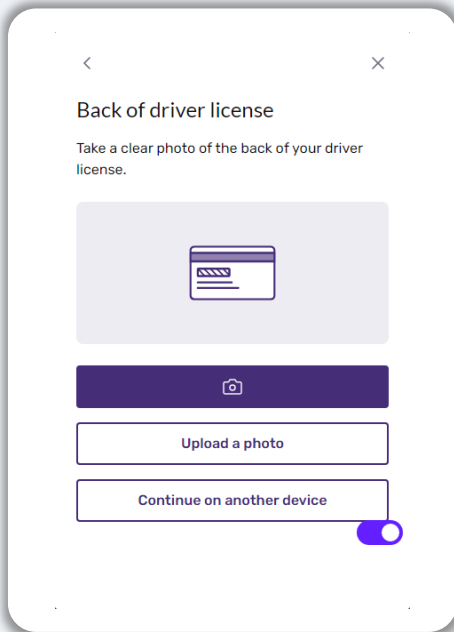 Back of driver license
Take a clear photo of the back of your driver
license.
Upload a photo
Continue on another device